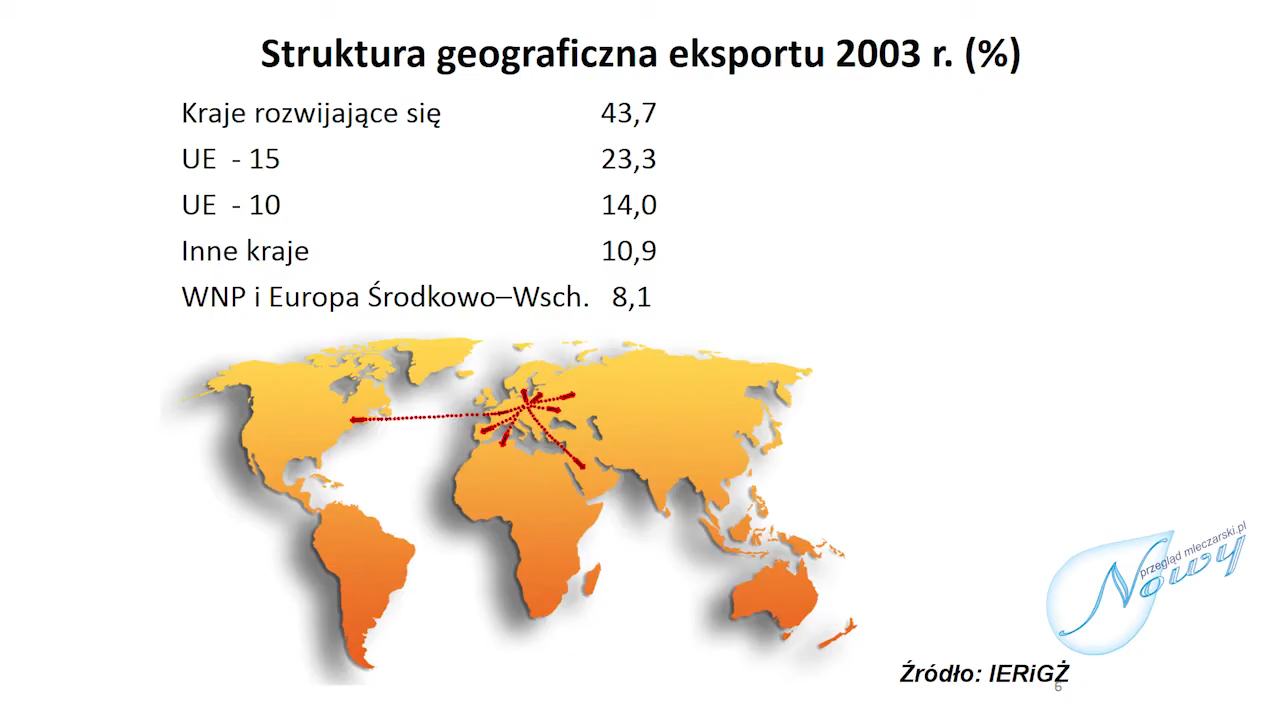 Struktura geograficzna eksportu 2003 r. (%)
Kraje rozwijające się 43,7
UE - 15 23,3
UE - 10 14,0
Inne kraje 10,9
WNP i Europa Środkowo–Wsch. 8,1
przegląd mleczarski.pl
Nowy
Źródło: IERiGŻ
6